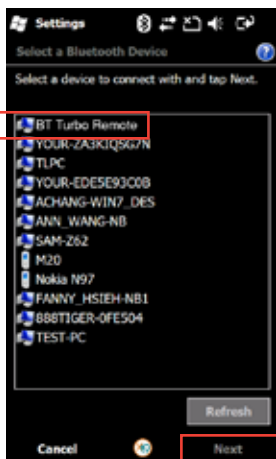 Settings
Select a Bluetooth Device
Select a device to connect with and tap Next.
BT Turbo Remote
YOUR-ZA3KIQSG7N
TLPC
YOUR-EDE5E93C0B
ACHANG-WIN7_DES
ANN_WANG-NB
SAM-Z62
M20
Nokia N97
FANNY_HSIEH-NB1
888TIGER-0FE504
TEST-PC
Refresh
Cancel
Next